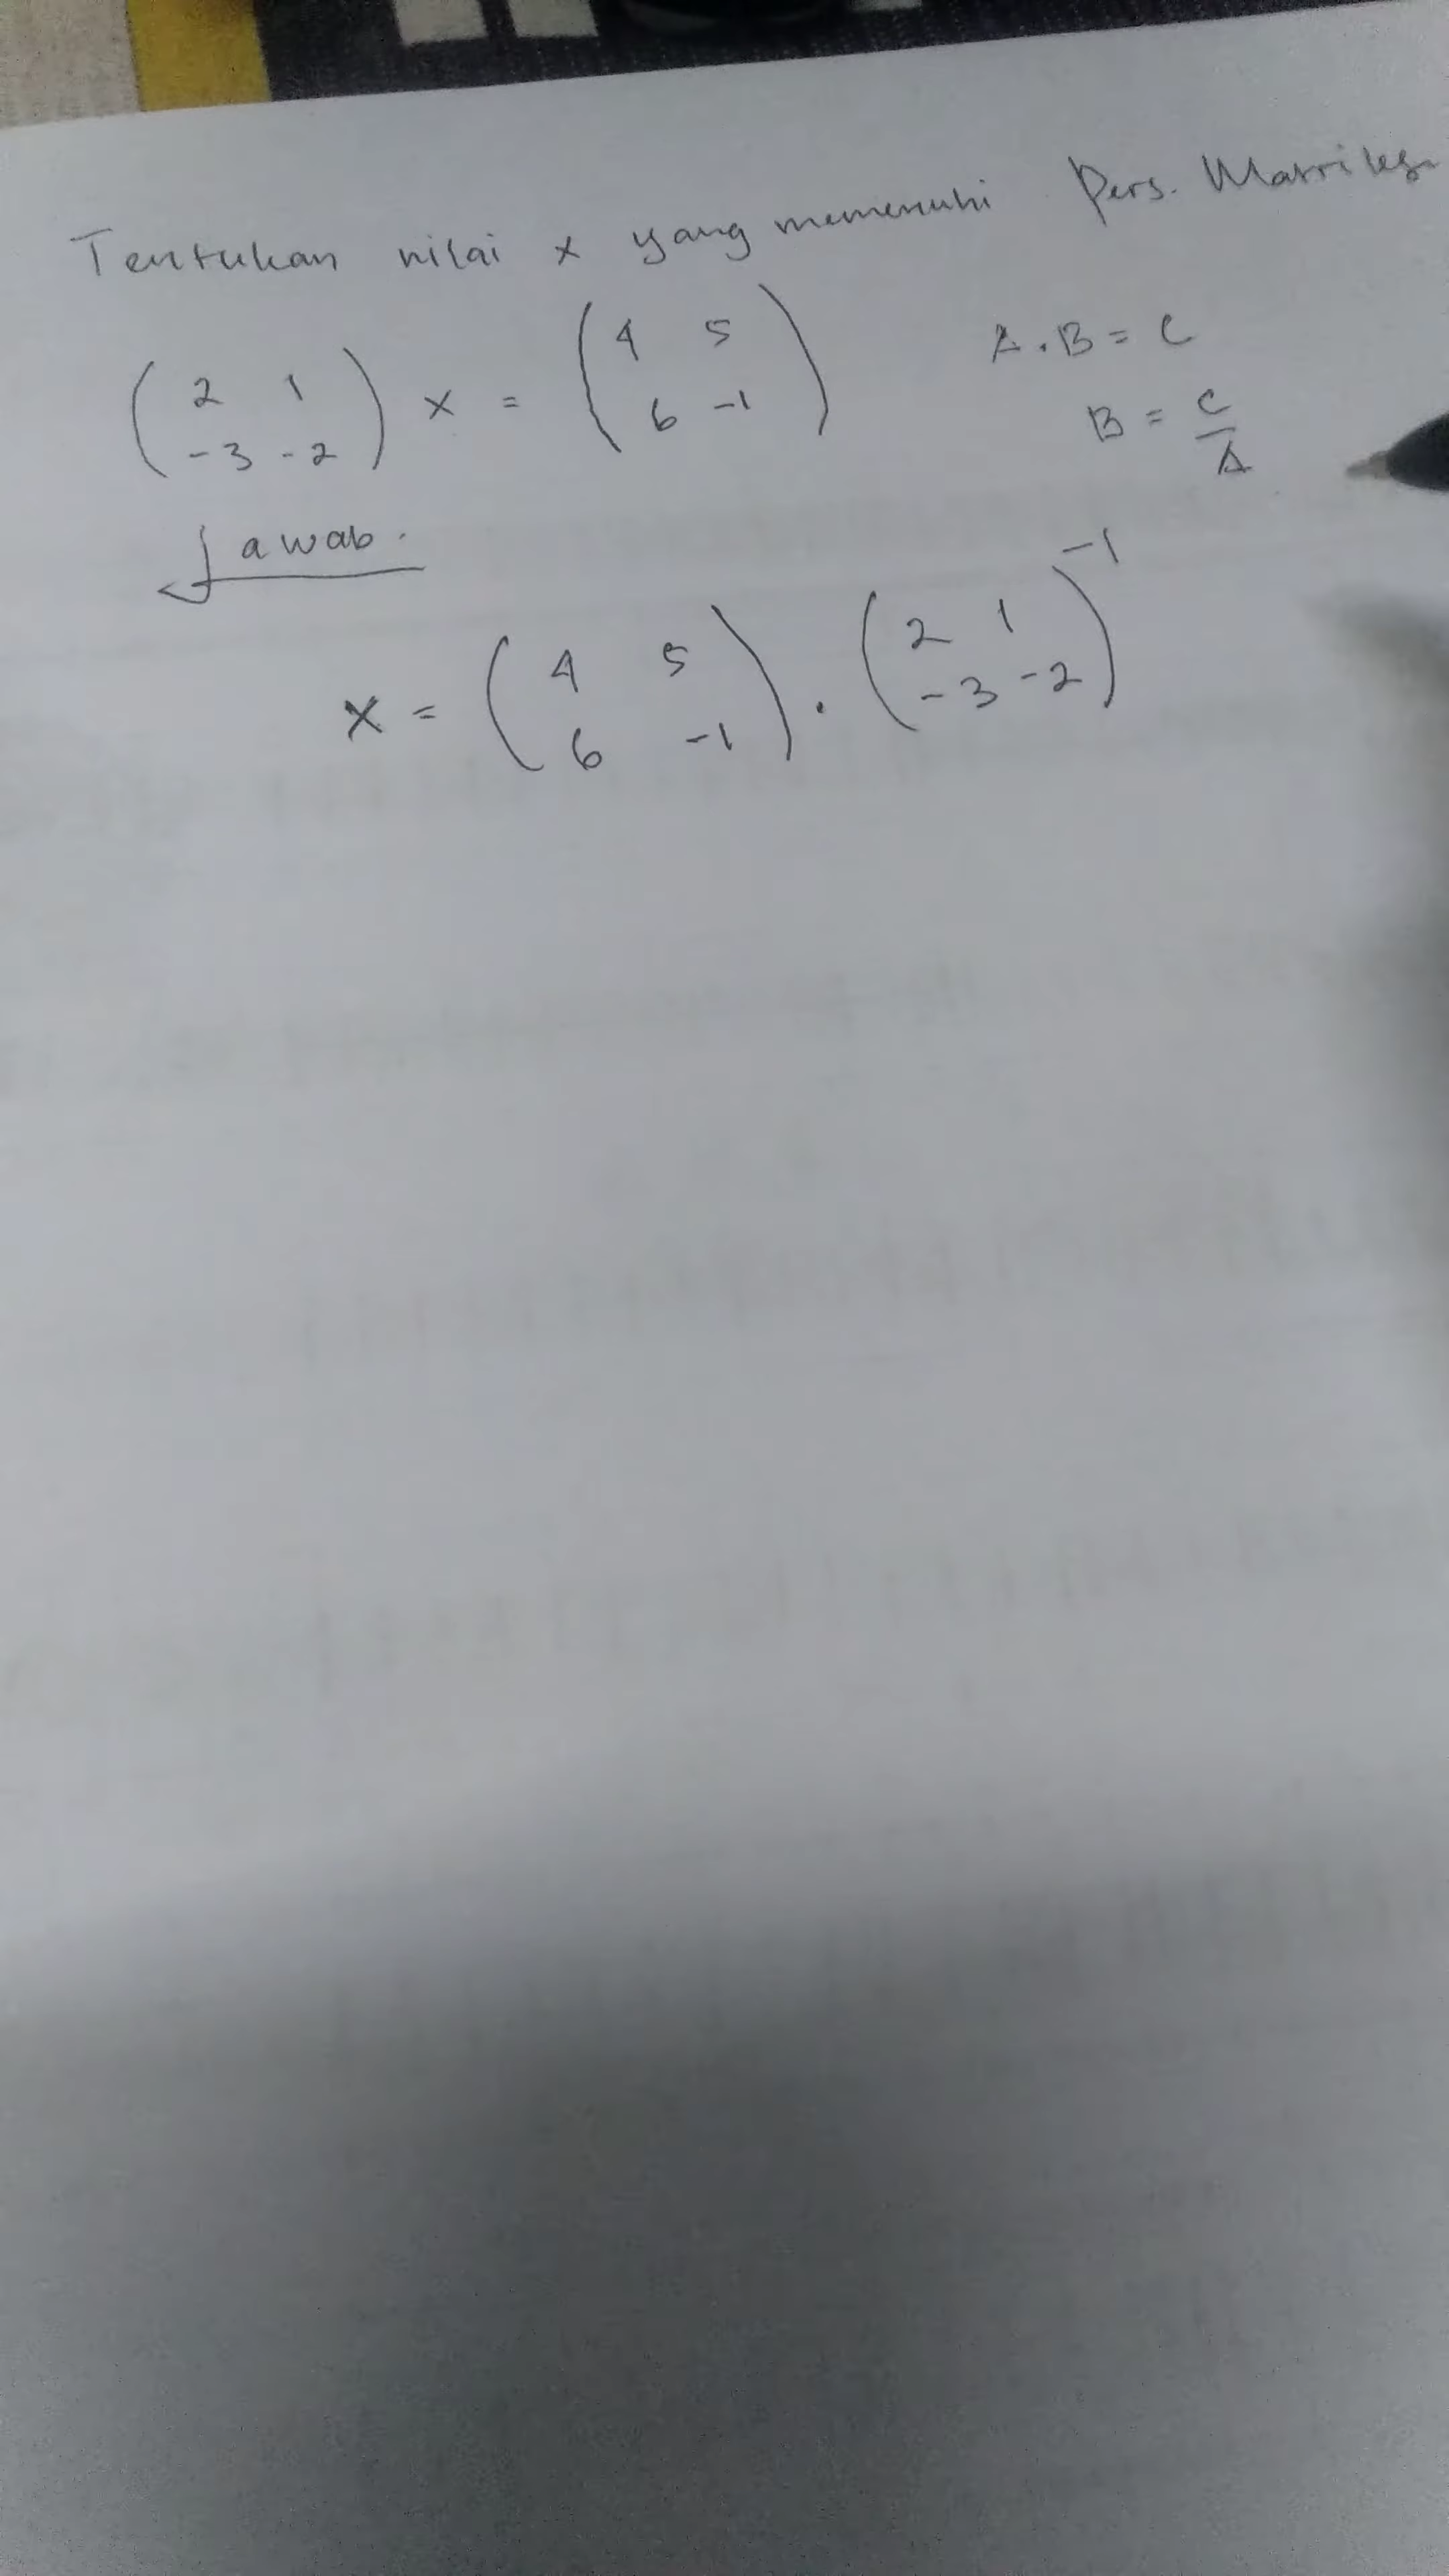 Tentukan nilai x yang memenuhi Pers. Matriks
( 2 1 ) x = ( 4 5 )
-3 -2 6 -1
A . B = C
B = C
A
Jawab.
x = ( 4 5 ) . ( 2 1 ) -1
6 -1 -3 -2